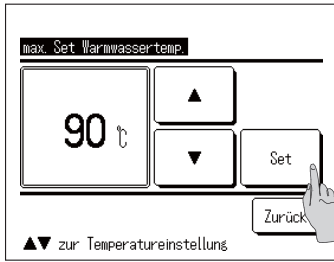 max. Set Warmwassertemp.
90 ℃
▲
▼
Set
Zurück
▲▼ zur Temperatureinstellung